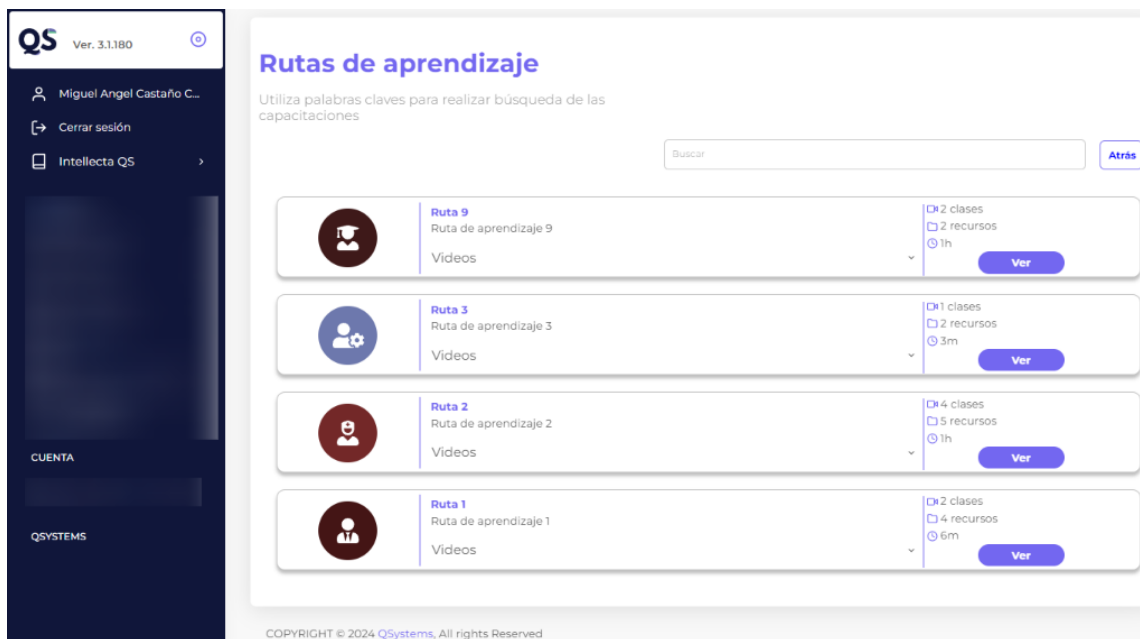 QS Ver. 3.1.180
Miguel Angel Castaño C...
Cerrar sesión
Intellecta QS
CUENTA
QSYSTEMS
Rutas de aprendizaje
Utiliza palabras claves para realizar búsqueda de las
capacitaciones
Buscar
Atrás
Ruta 9
Ruta de aprendizaje 9
Videos
2 clases
2 recursos
1h
Ver
Ruta 3
Ruta de aprendizaje 3
Videos
1 clases
2 recursos
3m
Ver
Ruta 2
Ruta de aprendizaje 2
Videos
4 clases
5 recursos
1h
Ver
Ruta 1
Ruta de aprendizaje 1
Videos
2 clases
4 recursos
6m
Ver
COPYRIGHT © 2024 QSystems, All rights Reserved